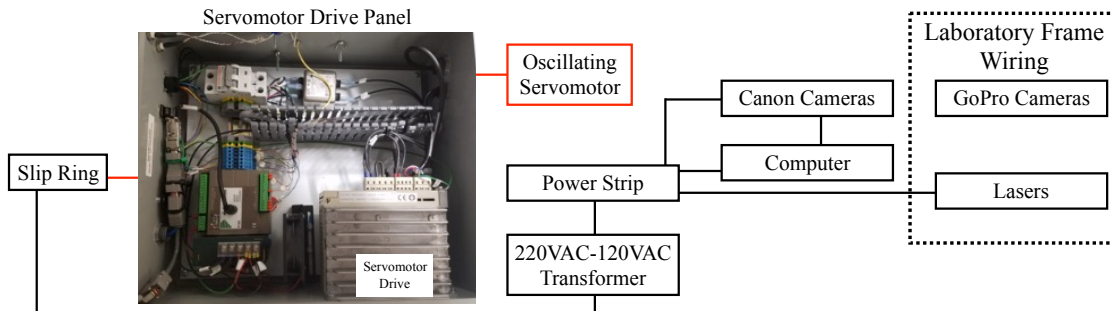 Servomotor Drive Panel
Oscillating
Servomotor
Laboratory Frame
Wiring
Canon Cameras
GoPro Cameras
Slip Ring
Computer
Power Strip
Lasers
220VAC-120VAC
Transformer
Servomotor
Drive